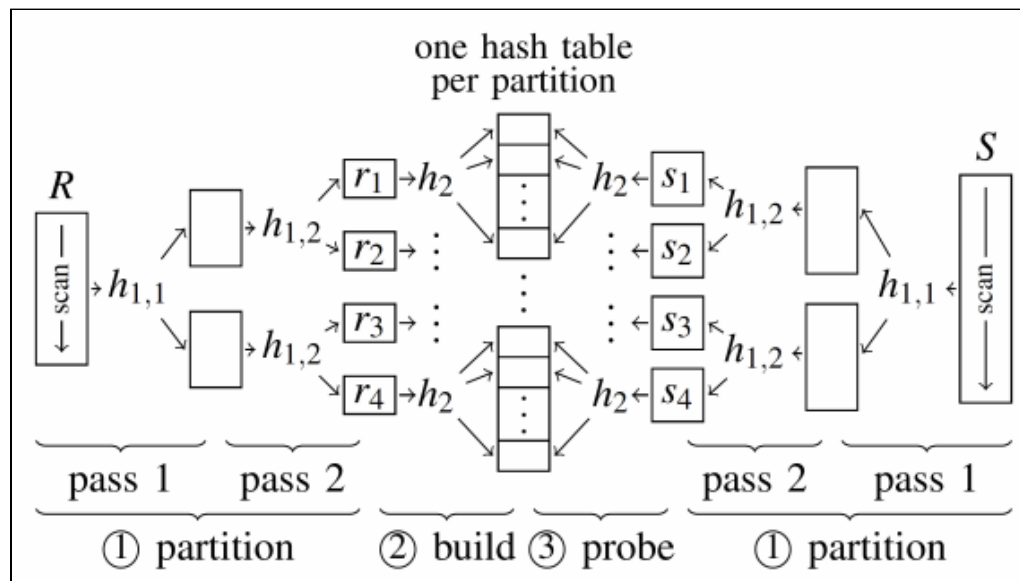 one hash table
per partition
R
scan
h1,1
h1,2
h1,2
r1
r2
r3
r4
h2
⋮
⋮
h2
⋮
⋮
⋮
h2
⋮
⋮
h2
s1
s2
s3
s4
h1,2
h1,2
h1,1
S
scan
pass 1
pass 2
pass 2
pass 1
① partition
② build
③ probe
① partition